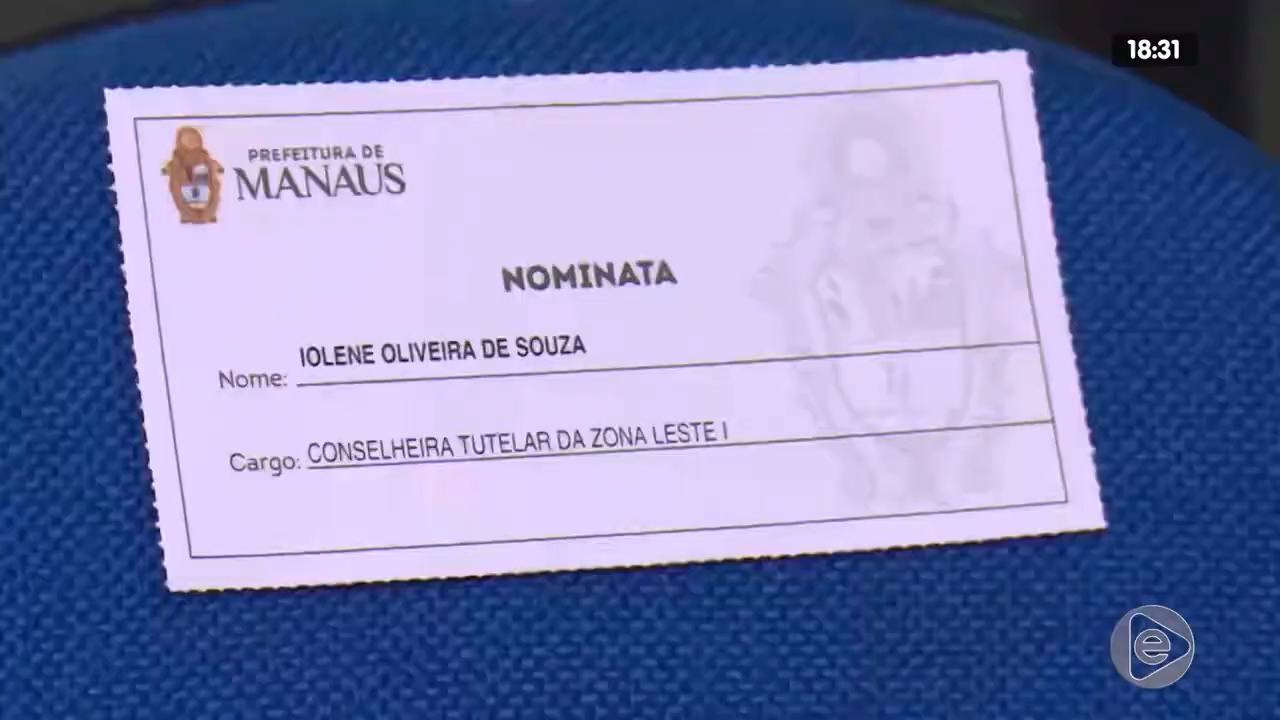 18:31
PREFEITURA DE
MANAUS
NOMINATA
Nome: IOLENE OLIVEIRA DE SOUZA
Cargo: CONSELHEIRA TUTELAR DA ZONA LESTE I
e